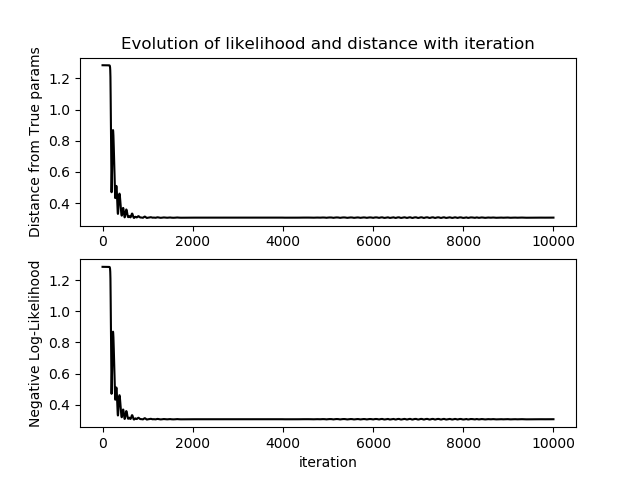 Evolution of likelihood and distance with iteration
Distance from True params
1.2
1.0
0.8
0.6
0.4
0 2000 4000 6000 8000 10000
Negative Log-Likelihood
1.2
1.0
0.8
0.6
0.4
0 2000 4000 6000 8000 10000
iteration